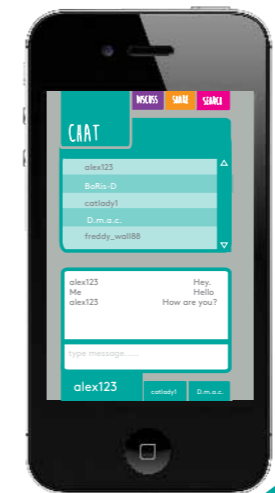 DISCUSS SHARE SEARCH
CHAT
alex123
BoRis-D
catlady1
D.m.a.c.
freddy_wall88
alex123 Hey.
Me Hello
alex123 How are you?
type message.......
alex123 catlady1 D.m.a.c.